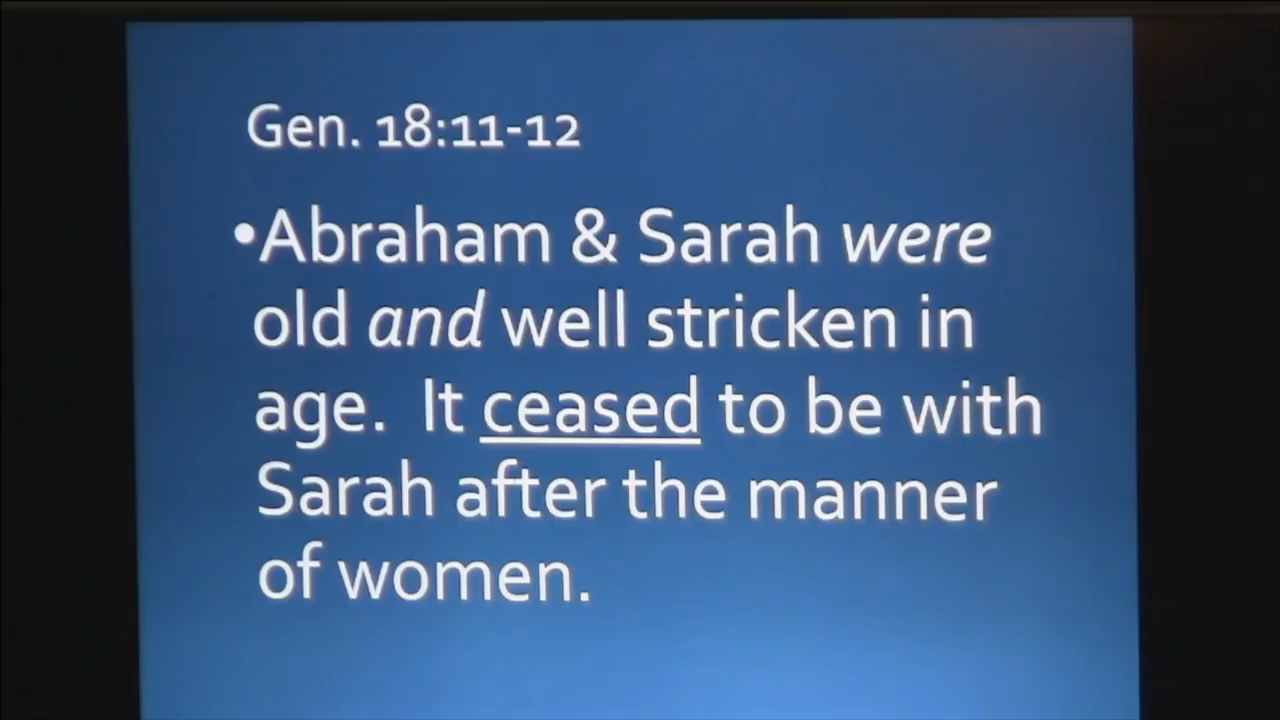 Gen. 18:11-12
•Abraham & Sarah were
old and well stricken in
age.  It ceased to be with
Sarah after the manner
of women.